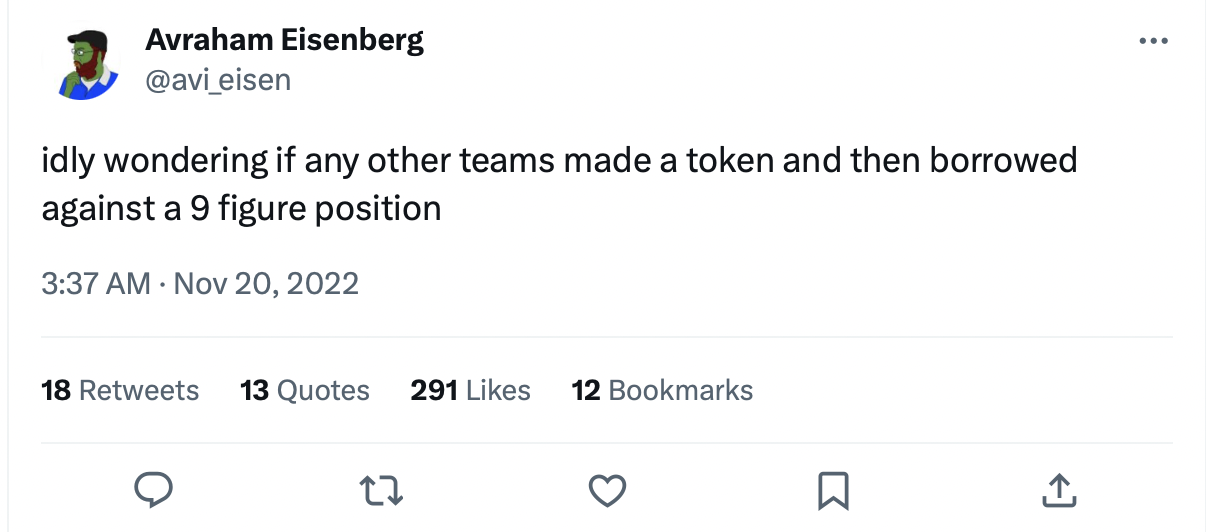 Avraham Eisenberg
@avi_eisen
idly wondering if any other teams made a token and then borrowed
against a 9 figure position
3:37 AM · Nov 20, 2022
18 Retweets 13 Quotes 291 Likes 12 Bookmarks